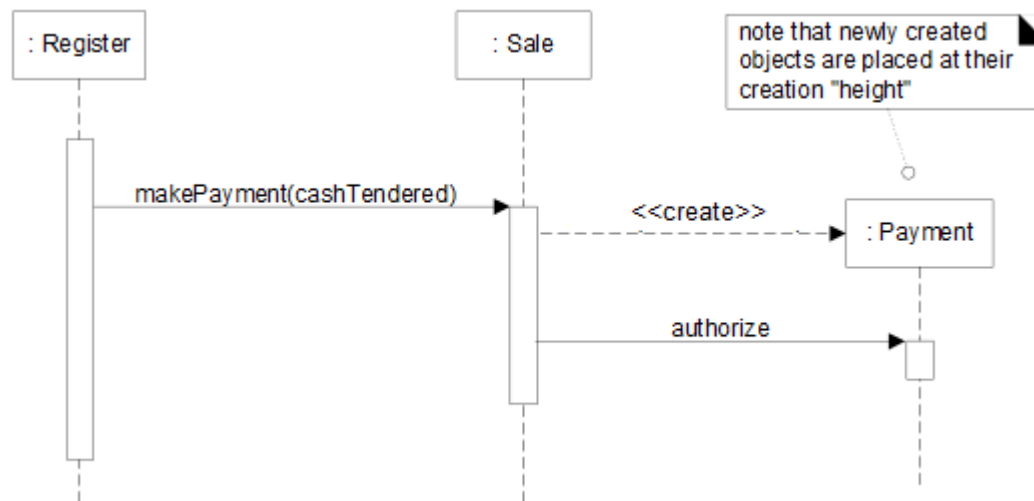 : Register
: Sale
note that newly created
objects are placed at their
creation "height"
makePayment(cashTendered)
<<create>>
: Payment
authorize